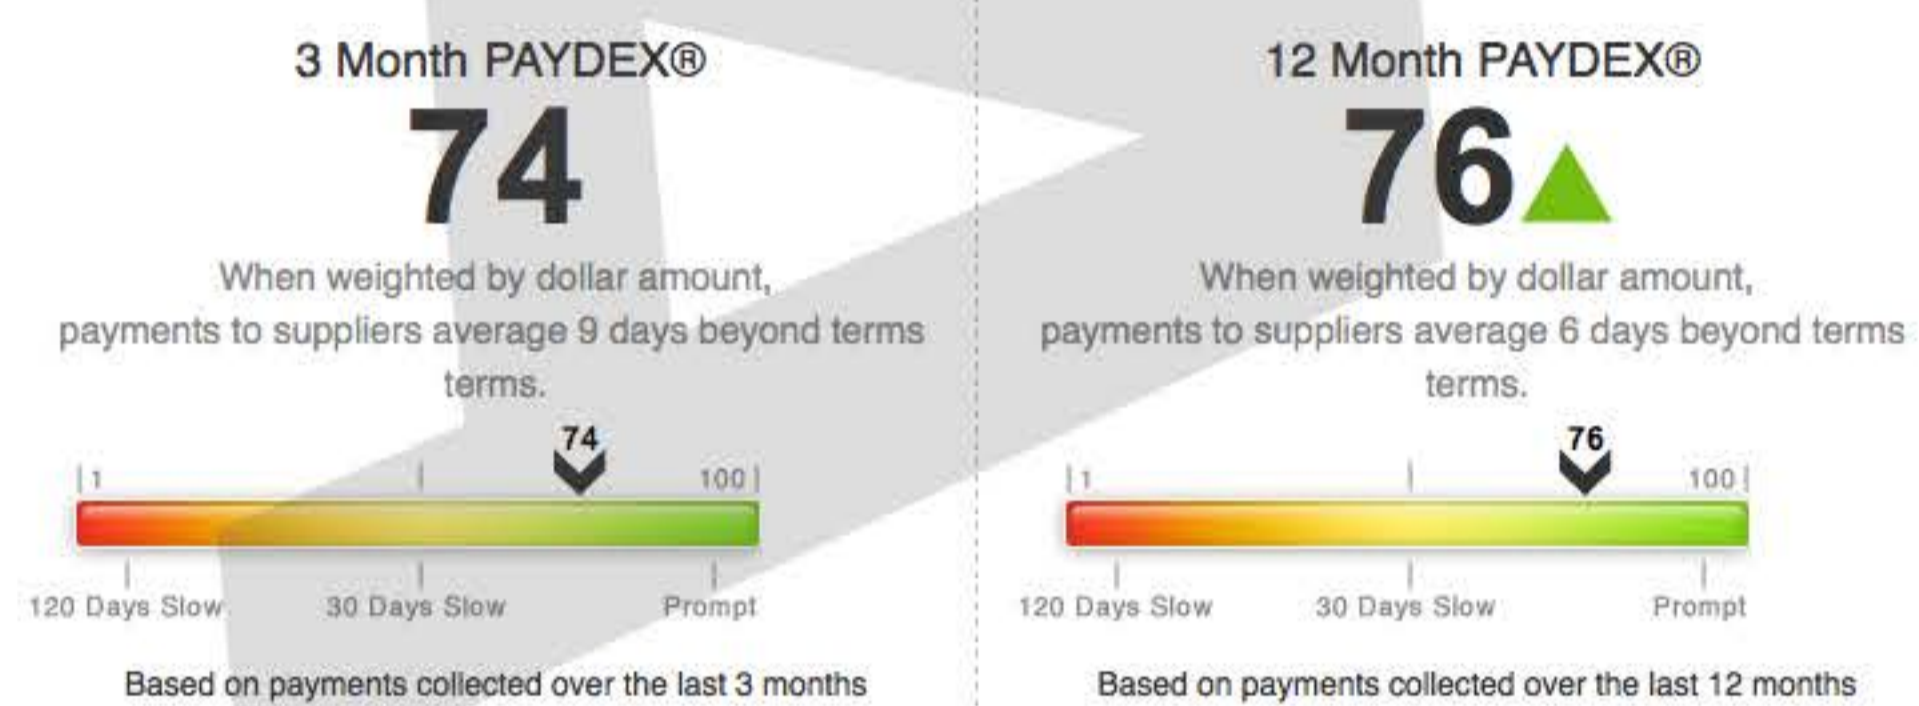 3 Month PAYDEX®
74
When weighted by dollar amount,
payments to suppliers average 9 days beyond terms
terms.
74
1
100
120 Days Slow
30 Days Slow
Prompt
Based on payments collected over the last 3 months
12 Month PAYDEX®
76
When weighted by dollar amount,
payments to suppliers average 6 days beyond terms
terms.
76
1
100
120 Days Slow
30 Days Slow
Prompt
Based on payments collected over the last 12 months